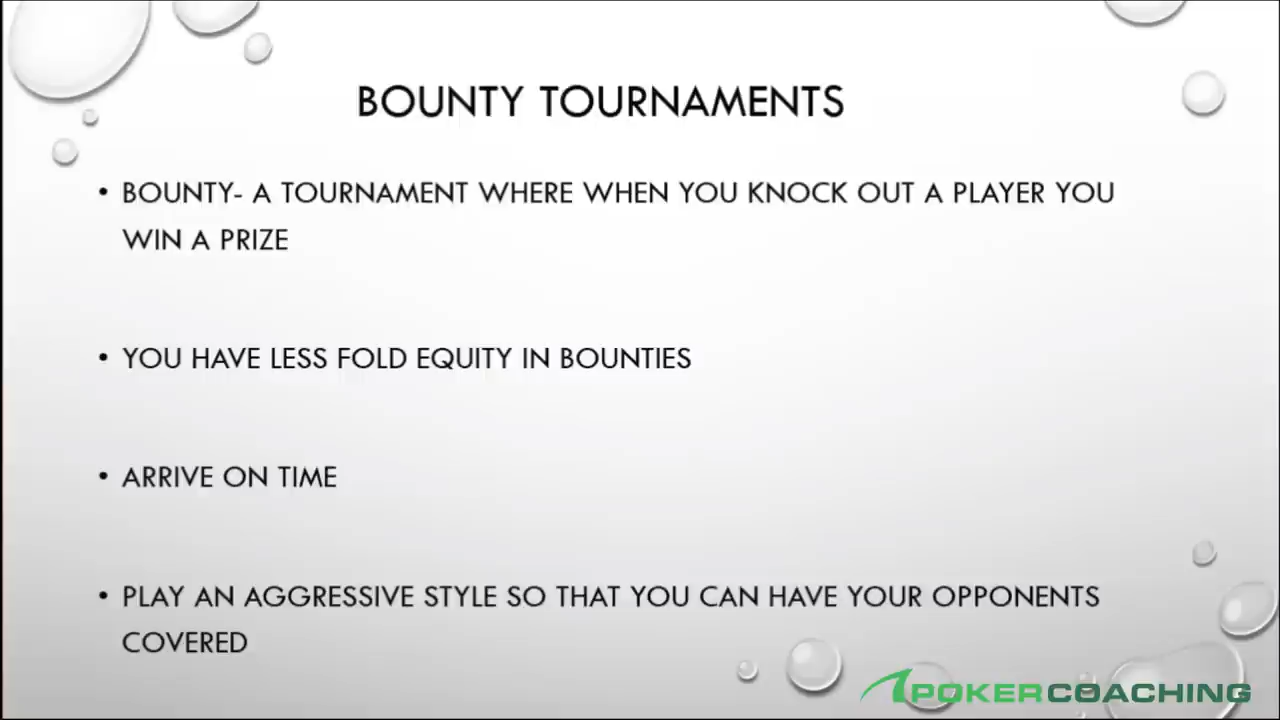 BOUNTY TOURNAMENTS
• BOUNTY- A TOURNAMENT WHERE WHEN YOU KNOCK OUT A PLAYER YOU
WIN A PRIZE
• YOU HAVE LESS FOLD EQUITY IN BOUNTIES
• ARRIVE ON TIME
• PLAY AN AGGRESSIVE STYLE SO THAT YOU CAN HAVE YOUR OPPONENTS
COVERED
POKERCOACHING